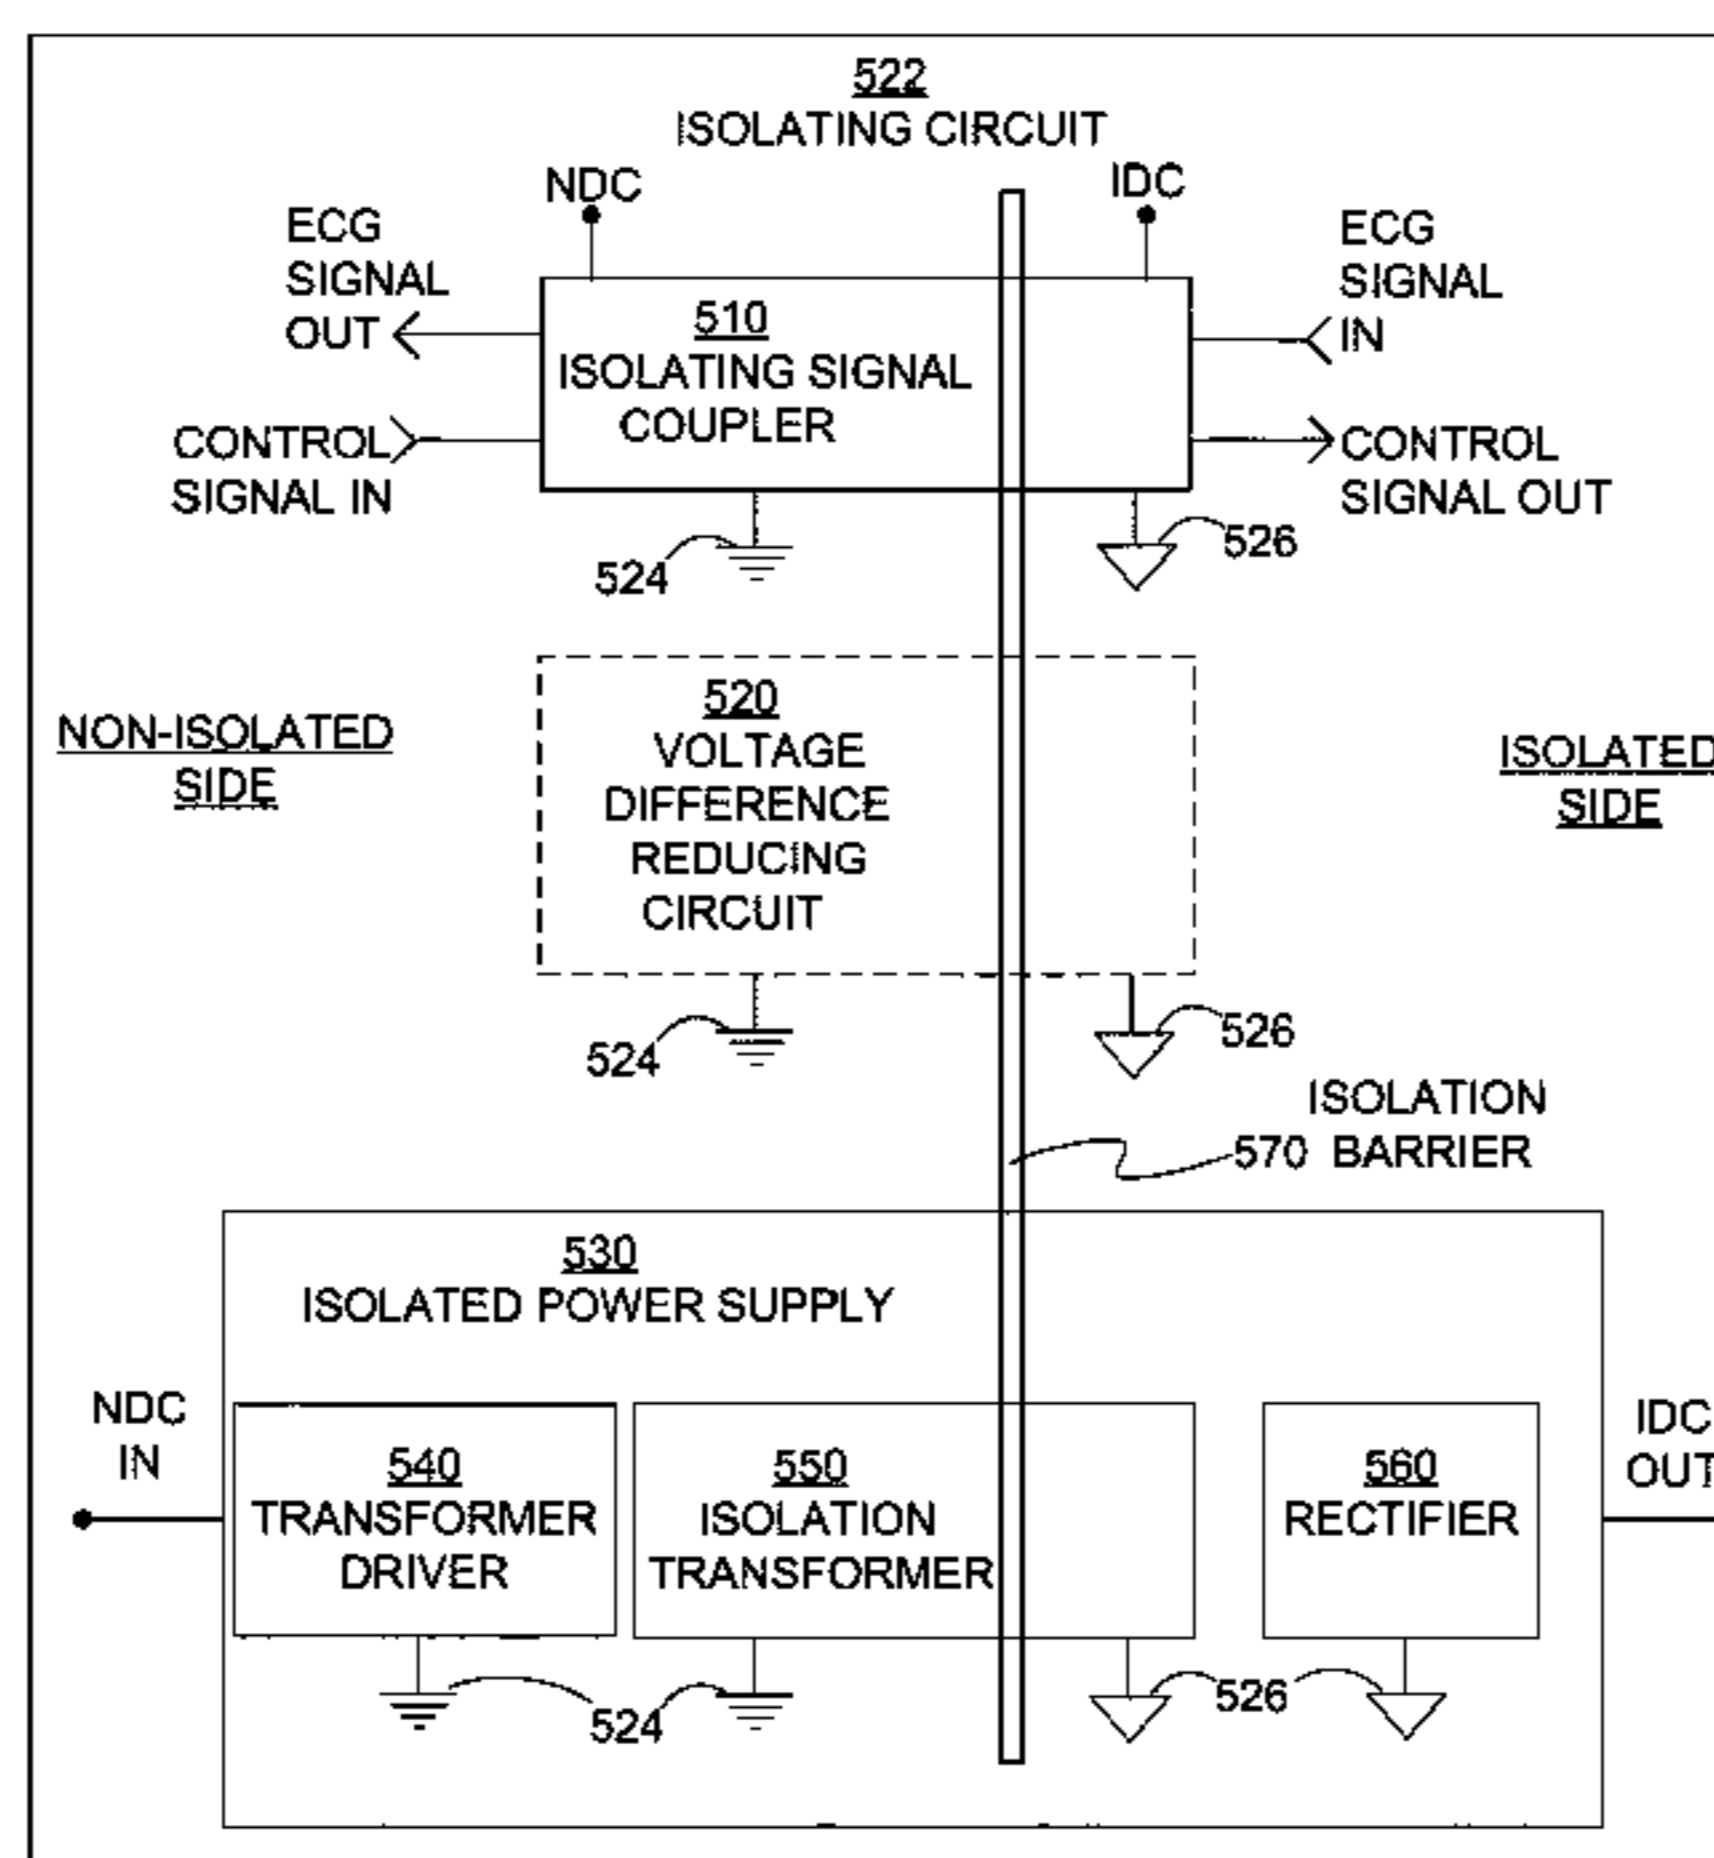 522
ISOLATING CIRCUIT
NDC
IDC
ECG
SIGNAL
OUT
ECG
SIGNAL
IN
510
ISOLATING SIGNAL
COUPLER
CONTROL
SIGNAL IN
CONTROL
SIGNAL OUT
524
526
NON-ISOLATED
SIDE
520
VOLTAGE
DIFFERENCE
REDUCING
CIRCUIT
ISOLATED
SIDE
524
526
ISOLATION
570 BARRIER
530
ISOLATED POWER SUPPLY
NDC
IN
540
TRANSFORMER
DRIVER
550
ISOLATION
TRANSFORMER
560
RECTIFIER
IDC
OUT
524
526